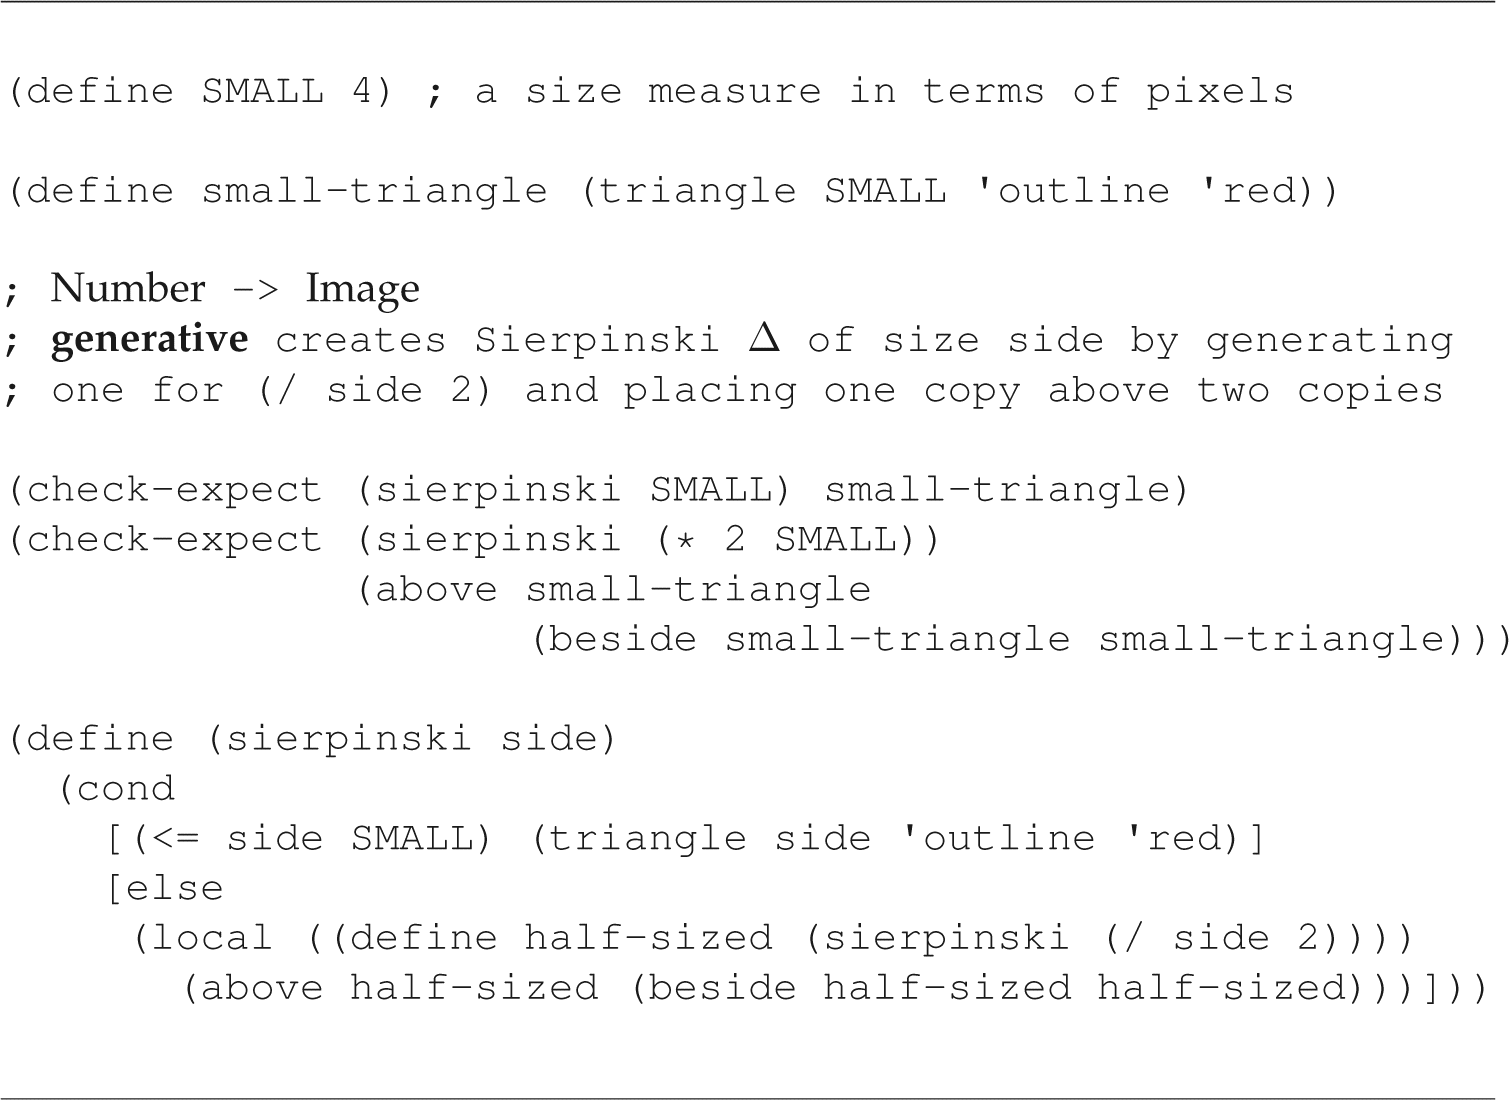 (define SMALL 4) ; a size measure in terms of pixels
(define small-triangle (triangle SMALL 'outline 'red))
; Number -> Image
; generative creates Sierpinski Δ of size side by generating
; one for (/ side 2) and placing one copy above two copies
(check-expect (sierpinski SMALL) small-triangle)
(check-expect (sierpinski (* 2 SMALL))
              (above small-triangle
                     (beside small-triangle small-triangle)))
(define (sierpinski side)
  (cond
    [(<= side SMALL) (triangle side 'outline 'red)]
    [else
     (local ((define half-sized (sierpinski (/ side 2))))
       (above half-sized (beside half-sized half-sized)))]))